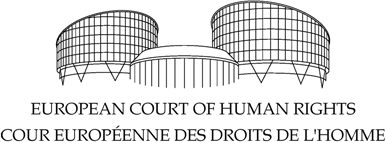 EUROPEAN COURT OF HUMAN RIGHTS
COUR EUROPÉENNE DES DROITS DE L'HOMME